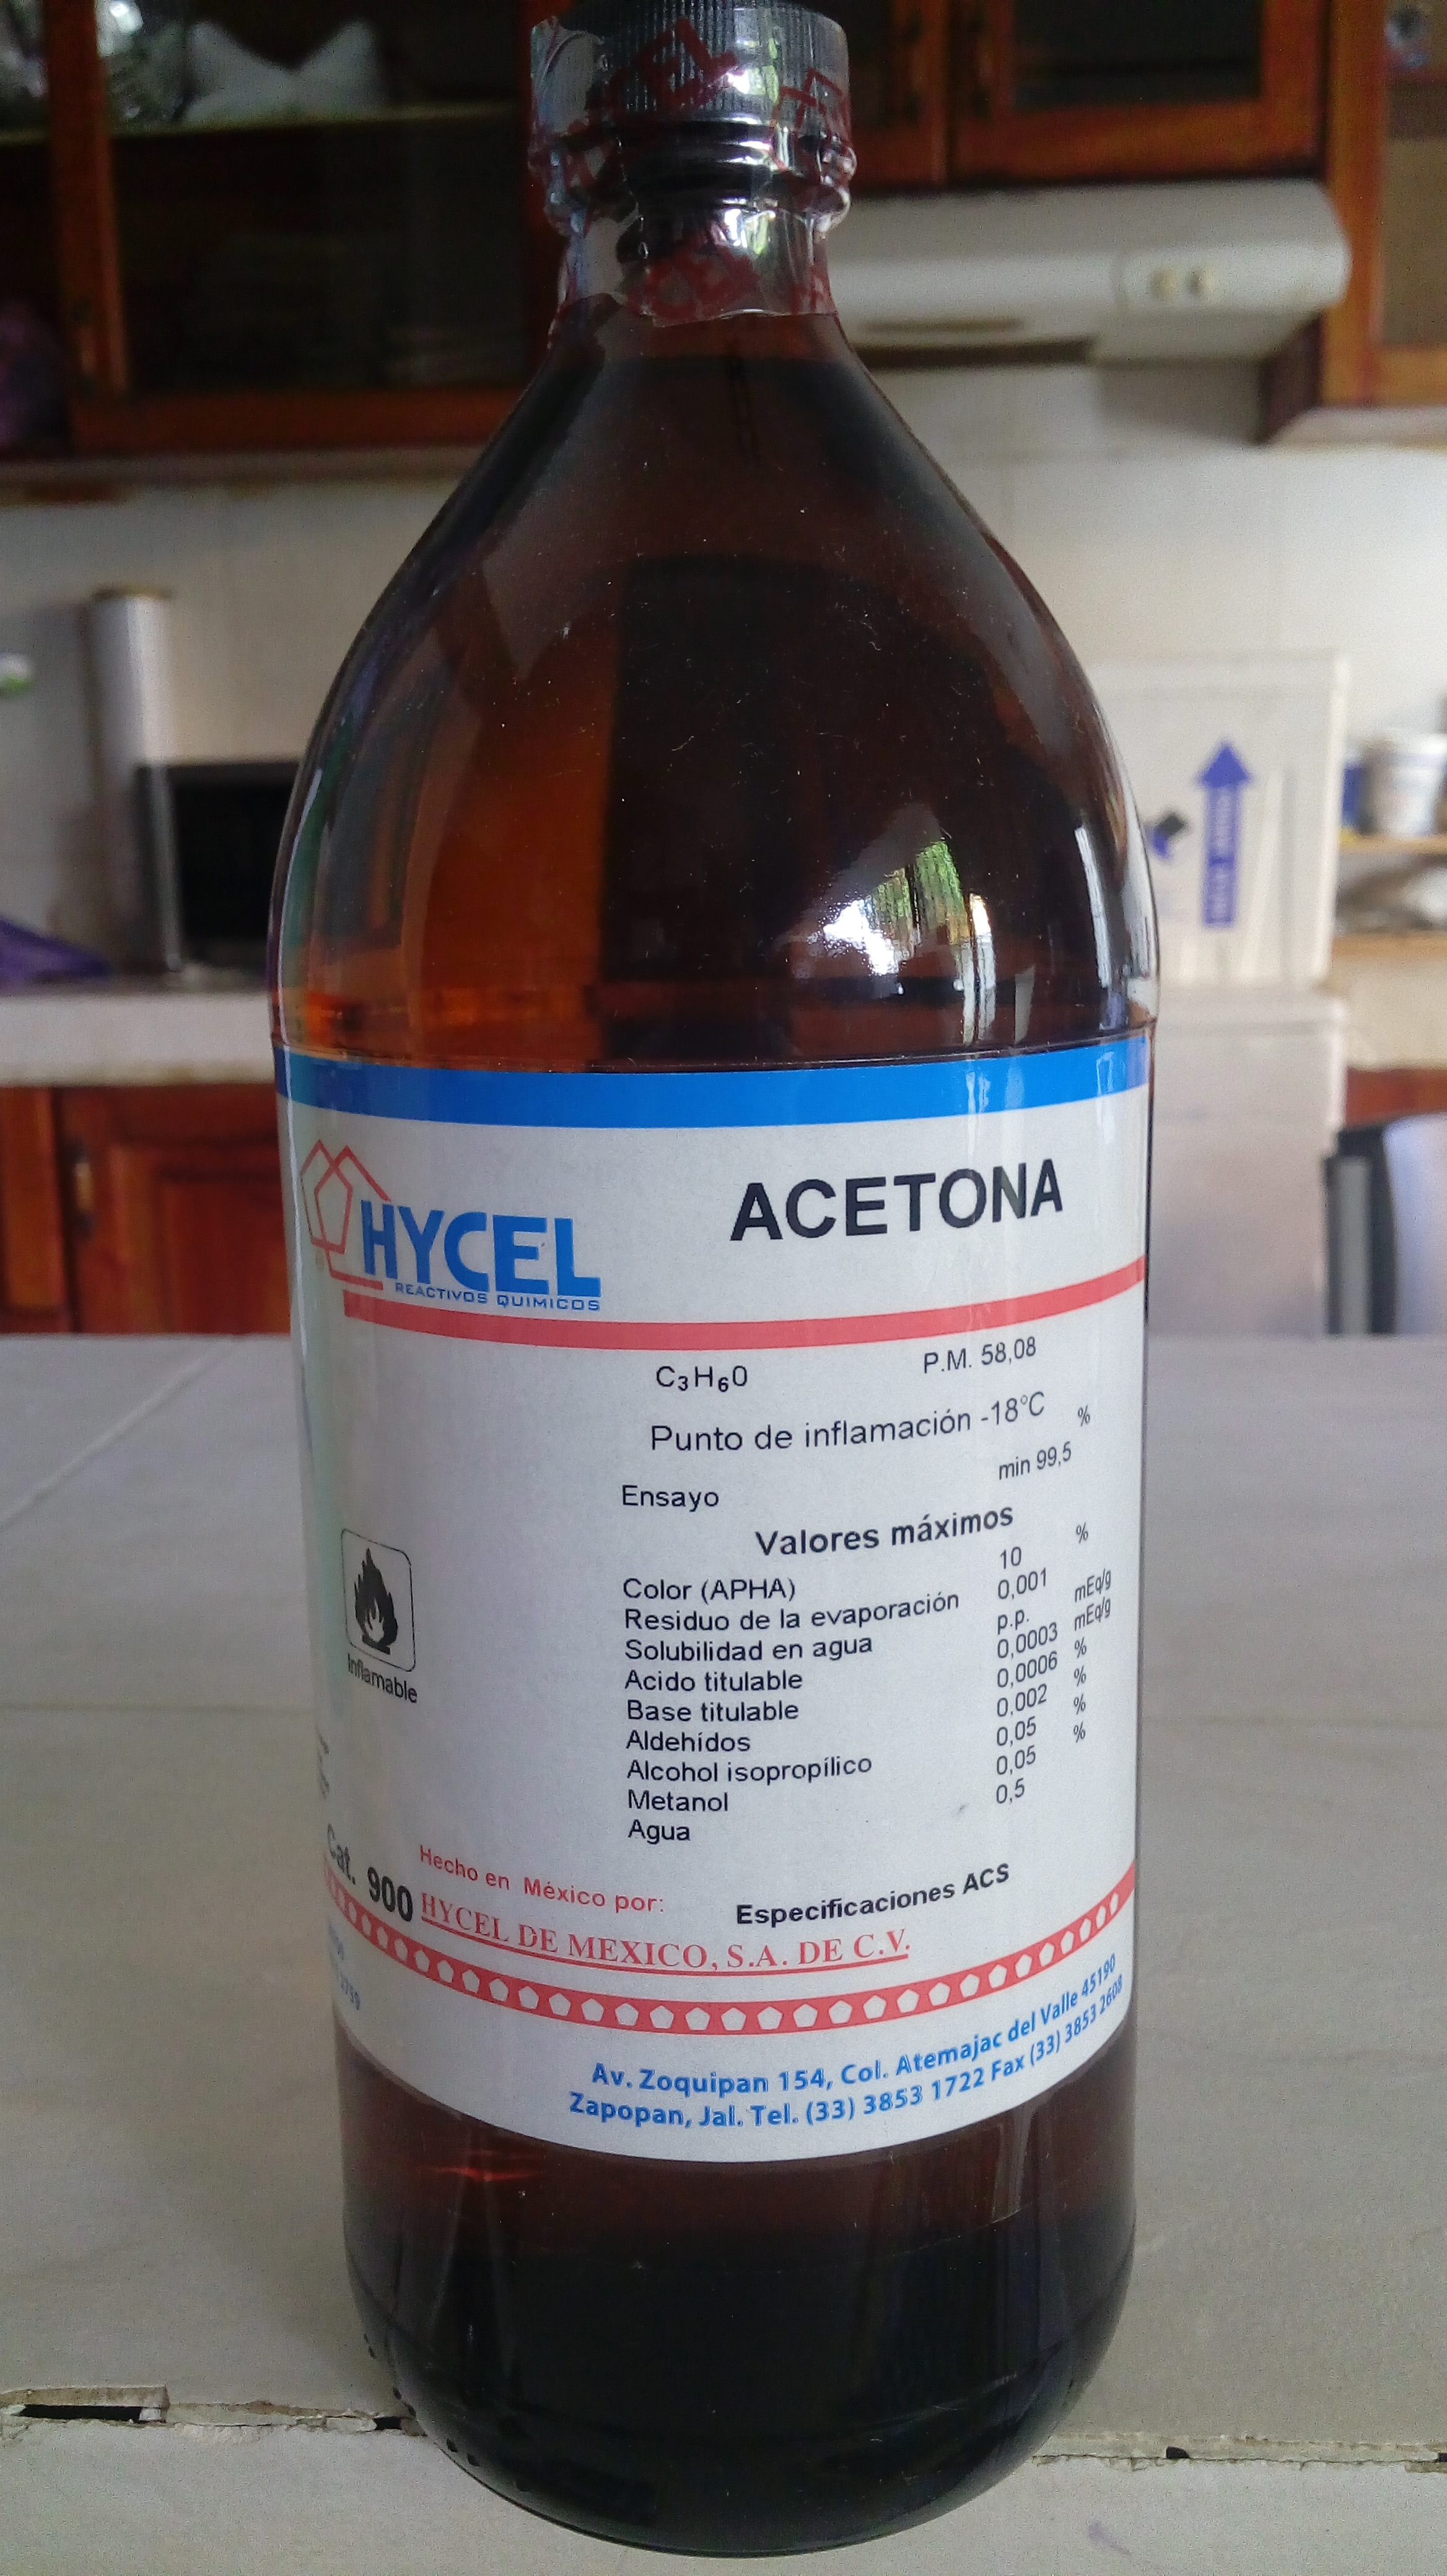 HYCEL
REACTIVOS QUIMICOS
ACETONA
C₃H₆O
P.M. 58,08
Punto de inflamación -18°C
%
Ensayo
min 99,5
Valores máximos
%
Color (APHA) 10
Residuo de la evaporación 0,001
Solubilidad en agua p.p.
Acido titulable 0,0003 mEq/g
Base titulable 0,0006 mEq/g
Aldehídos 0,002 %
Alcohol isopropílico 0,05 %
Metanol 0,05 %
Agua 0,5 %
Inflamable
Cat. 900
Hecho en México por:
HYCEL DE MEXICO, S.A. DE C.V.
Especificaciones ACS
Av. Zoquipan 154, Col. Atemajac del Valle 45190
Zapopan, Jal. Tel. (33) 3853 1722 Fax (33) 3853 2608